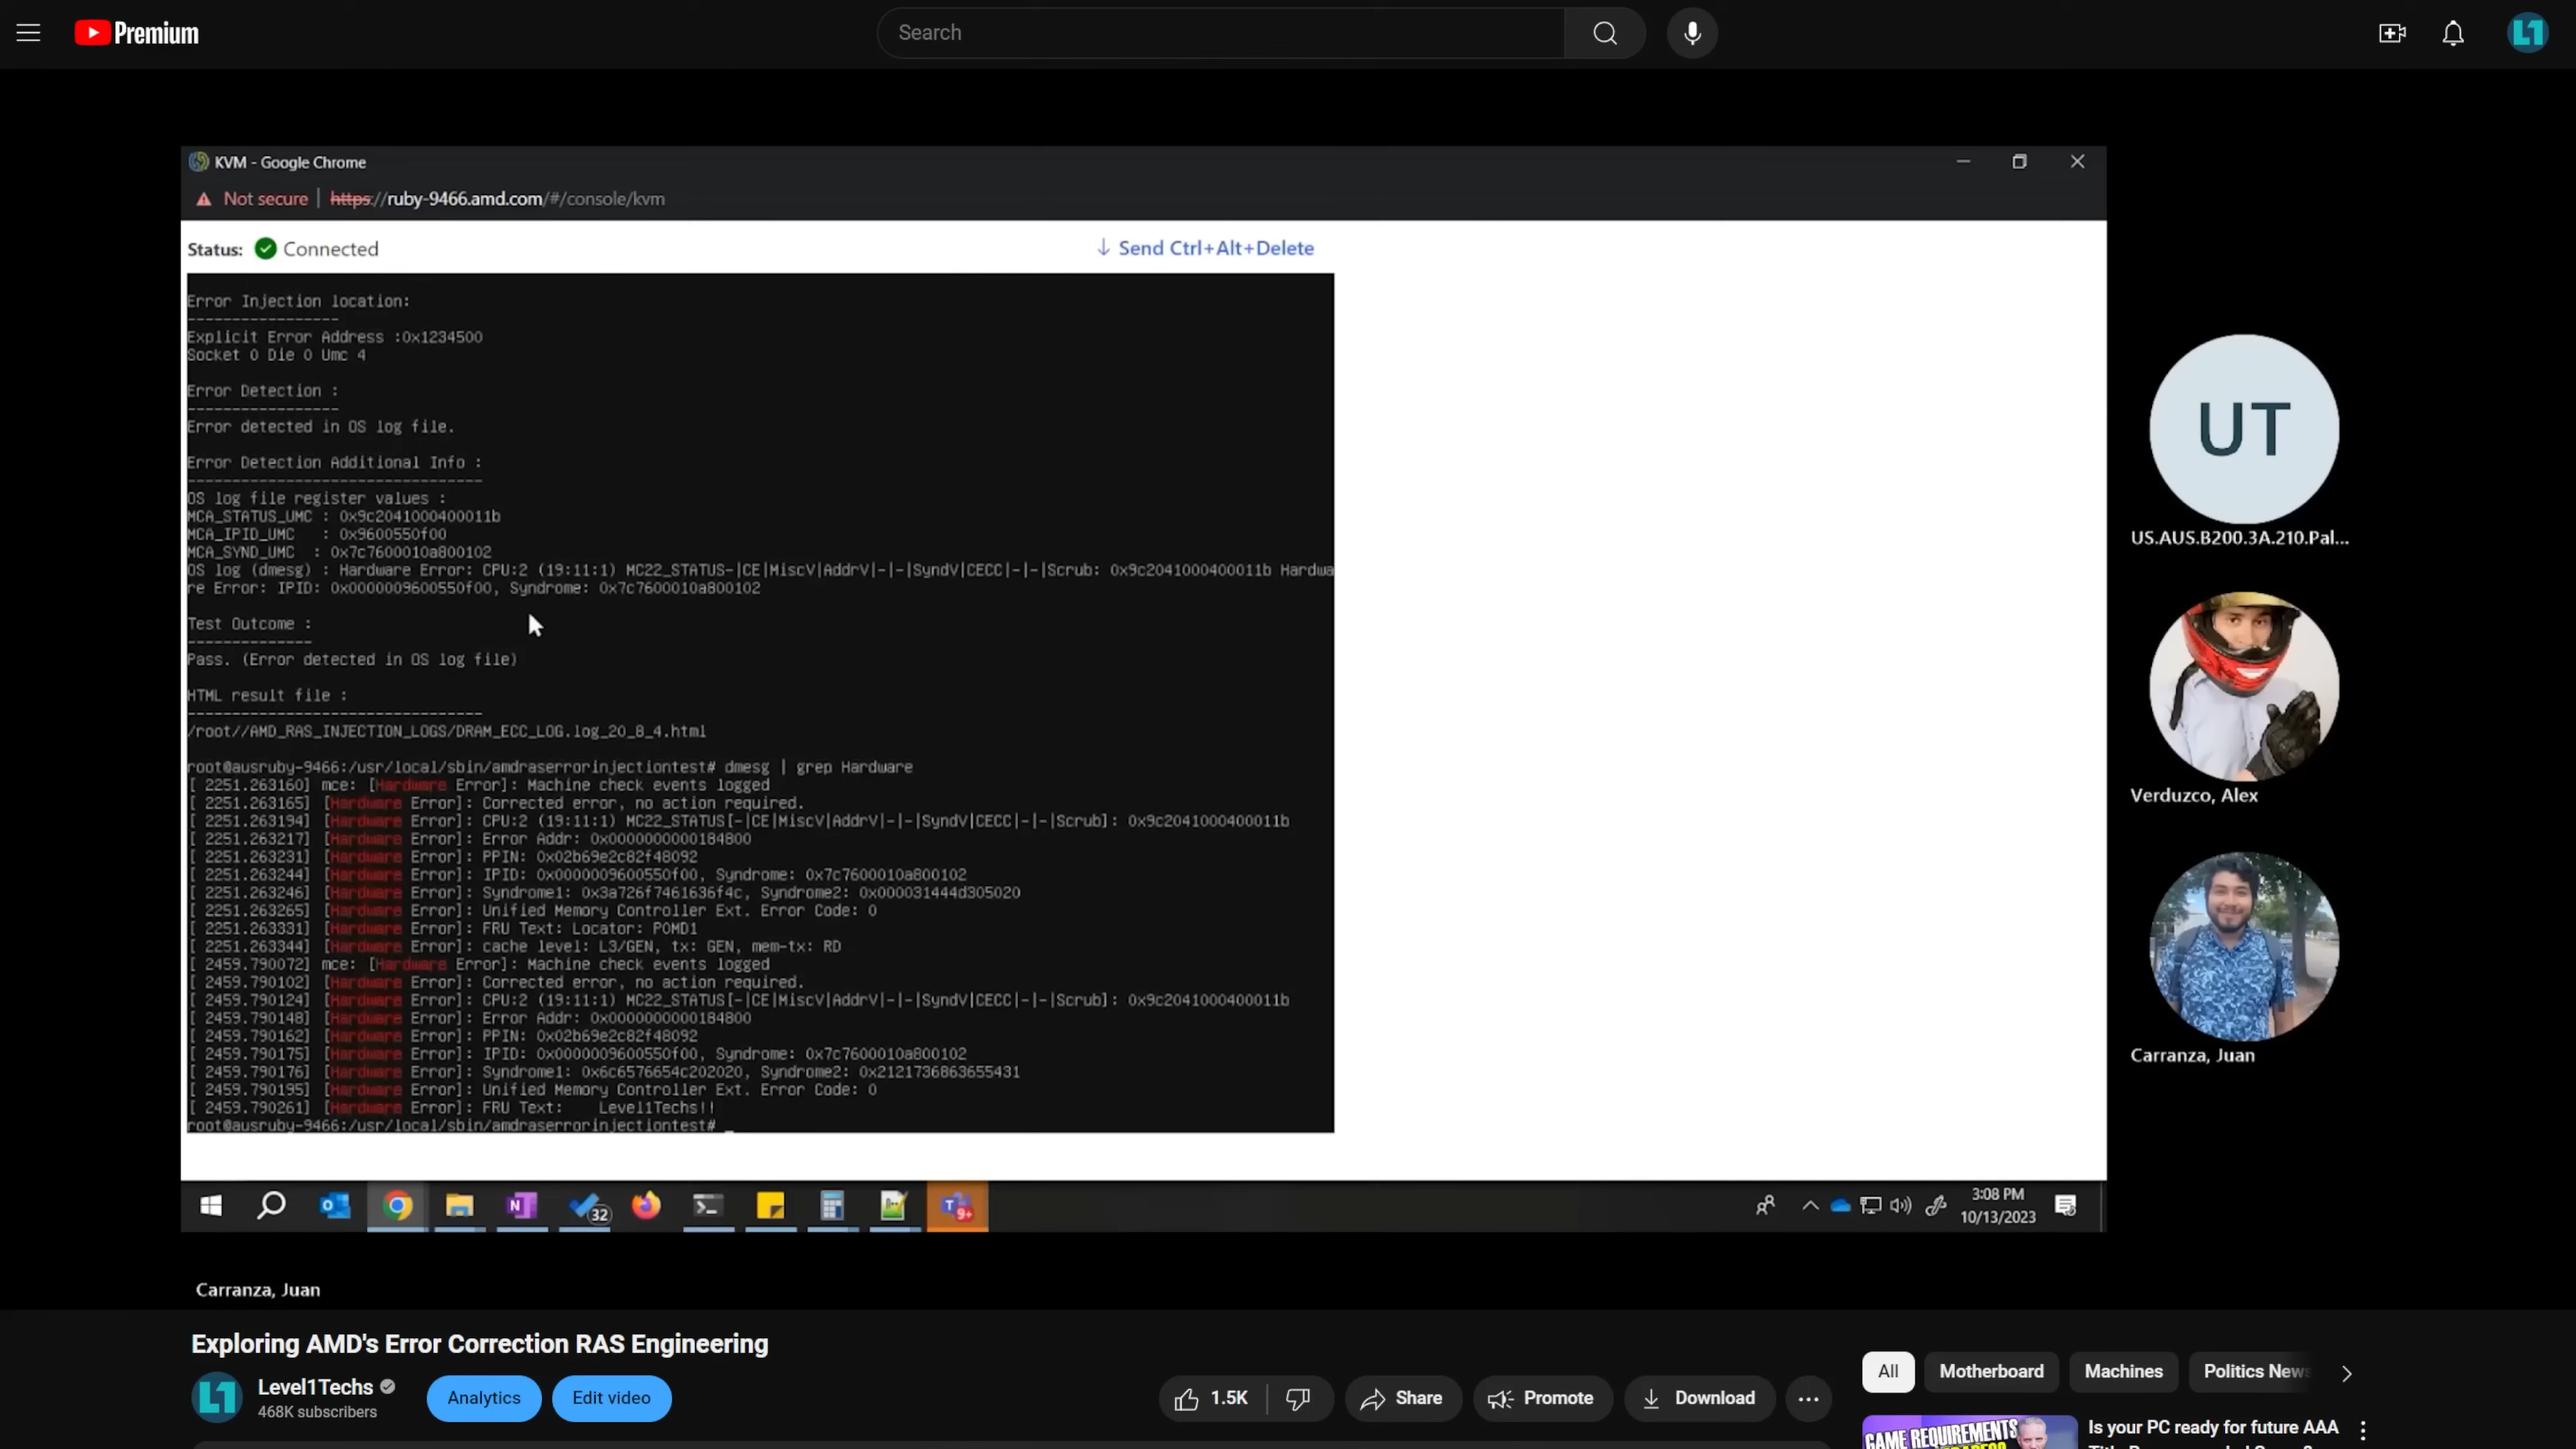 Premium
Search
L1
KVM - Google Chrome
Not secure | https://ruby-9466.amd.com/#/console/kvm
Status: Connected
Send Ctrl+Alt+Delete
Error Injection location:
-----------------
Explicit Error Address :0x1234500
Socket 0 Die 0 Umc 4
Error Detection :
-----------------
Error detected in OS log file.
Error Detection Additional Info :
---------------------------------
OS log file register values :
MCA_STATUS_UMC : 0x9c2041000400011b
MCA_IPID_UMC : 0x9600550f00
MCA_SYND_UMC : 0x7c7600010a800102
OS log (dmesg) : Hardware Error: CPU:2 (19:11:1) MC22_STATUS-|CE|MiscV|AddrV|-|-|SyndV|CECC|-|-|Scrub: 0x9c2041000400011b Hardwa
re Error: IPID: 0x0000009600550f00, Syndrome: 0x7c7600010a800102
Test Outcome :
--------------
Pass. (Error detected in OS log file)
HTML result file :
---------------------------------
/root//AMD_RAS_INJECTION_LOGS/DRAM_ECC_LOG.log_20_8_4.html
root@ausruby-9466:/usr/local/sbin/amdraserrorinjectiontest# dmesg | grep Hardware
[ 2251.263160] mce: [Hardware Error]: Machine check events logged
[ 2251.263165] [Hardware Error]: Corrected error, no action required.
[ 2251.263194] [Hardware Error]: CPU:2 (19:11:1) MC22_STATUS[-|CE|MiscV|AddrV|-|-|SyndV|CECC|-|-|Scrub]: 0x9c2041000400011b
[ 2251.263217] [Hardware Error]: Error Addr: 0x0000000000184800
[ 2251.263231] [Hardware Error]: PPIN: 0x02b69e2c82f48092
[ 2251.263244] [Hardware Error]: IPID: 0x0000009600550f00, Syndrome: 0x7c7600010a800102
[ 2251.263246] [Hardware Error]: Syndrome1: 0x3a726f7461636f4c, Syndrome2: 0x000031444d305020
[ 2251.263265] [Hardware Error]: Unified Memory Controller Ext. Error Code: 0
[ 2251.263331] [Hardware Error]: FRU Text: Locator: P0MD1
[ 2251.263344] [Hardware Error]: cache level: L3/GEN, tx: GEN, mem-tx: RD
[ 2459.790072] mce: [Hardware Error]: Machine check events logged
[ 2459.790102] [Hardware Error]: Corrected error, no action required.
[ 2459.790124] [Hardware Error]: CPU:2 (19:11:1) MC22_STATUS[-|CE|MiscV|AddrV|-|-|SyndV|CECC|-|-|Scrub]: 0x9c2041000400011b
[ 2459.790148] [Hardware Error]: Error Addr: 0x0000000000184800
[ 2459.790162] [Hardware Error]: PPIN: 0x02b69e2c82f48092
[ 2459.790175] [Hardware Error]: IPID: 0x0000009600550f00, Syndrome: 0x7c7600010a800102
[ 2459.790176] [Hardware Error]: Syndrome1: 0x6c6576654c202020, Syndrome2: 0x2121736863655431
[ 2459.790195] [Hardware Error]: Unified Memory Controller Ext. Error Code: 0
[ 2459.790261] [Hardware Error]: FRU Text: Level1Techs!!
root@ausruby-9466:/usr/local/sbin/amdraserrorinjectiontest# _
UT
US.AUS.B200.3A.210.Pal...
Verduzco, Alex
Carranza, Juan
32
9+
3:08 PM
10/13/2023
Carranza, Juan
Exploring AMD's Error Correction RAS Engineering
L1
Level1Techs
468K subscribers
Analytics
Edit video
1.5K
Share
Promote
Download
All
Motherboard
Machines
Politics News
GAME REQUIREMENTS
Is your PC ready for future AAA